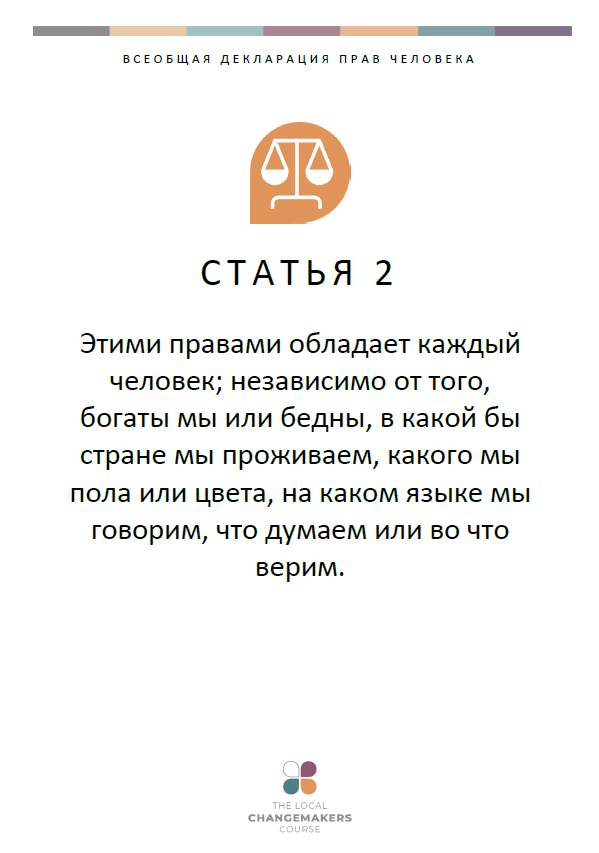 ВСЕОБЩАЯ ДЕКЛАРАЦИЯ ПРАВ ЧЕЛОВЕКА
СТАТЬЯ 2
Этими правами обладает каждый
человек; независимо от того,
богаты мы или бедны, в какой бы
стране мы проживаем, какого мы
пола или цвета, на каком языке мы
говорим, что думаем или во что
верим.
THE LOCAL
CHANGEMAKERS
COURSE